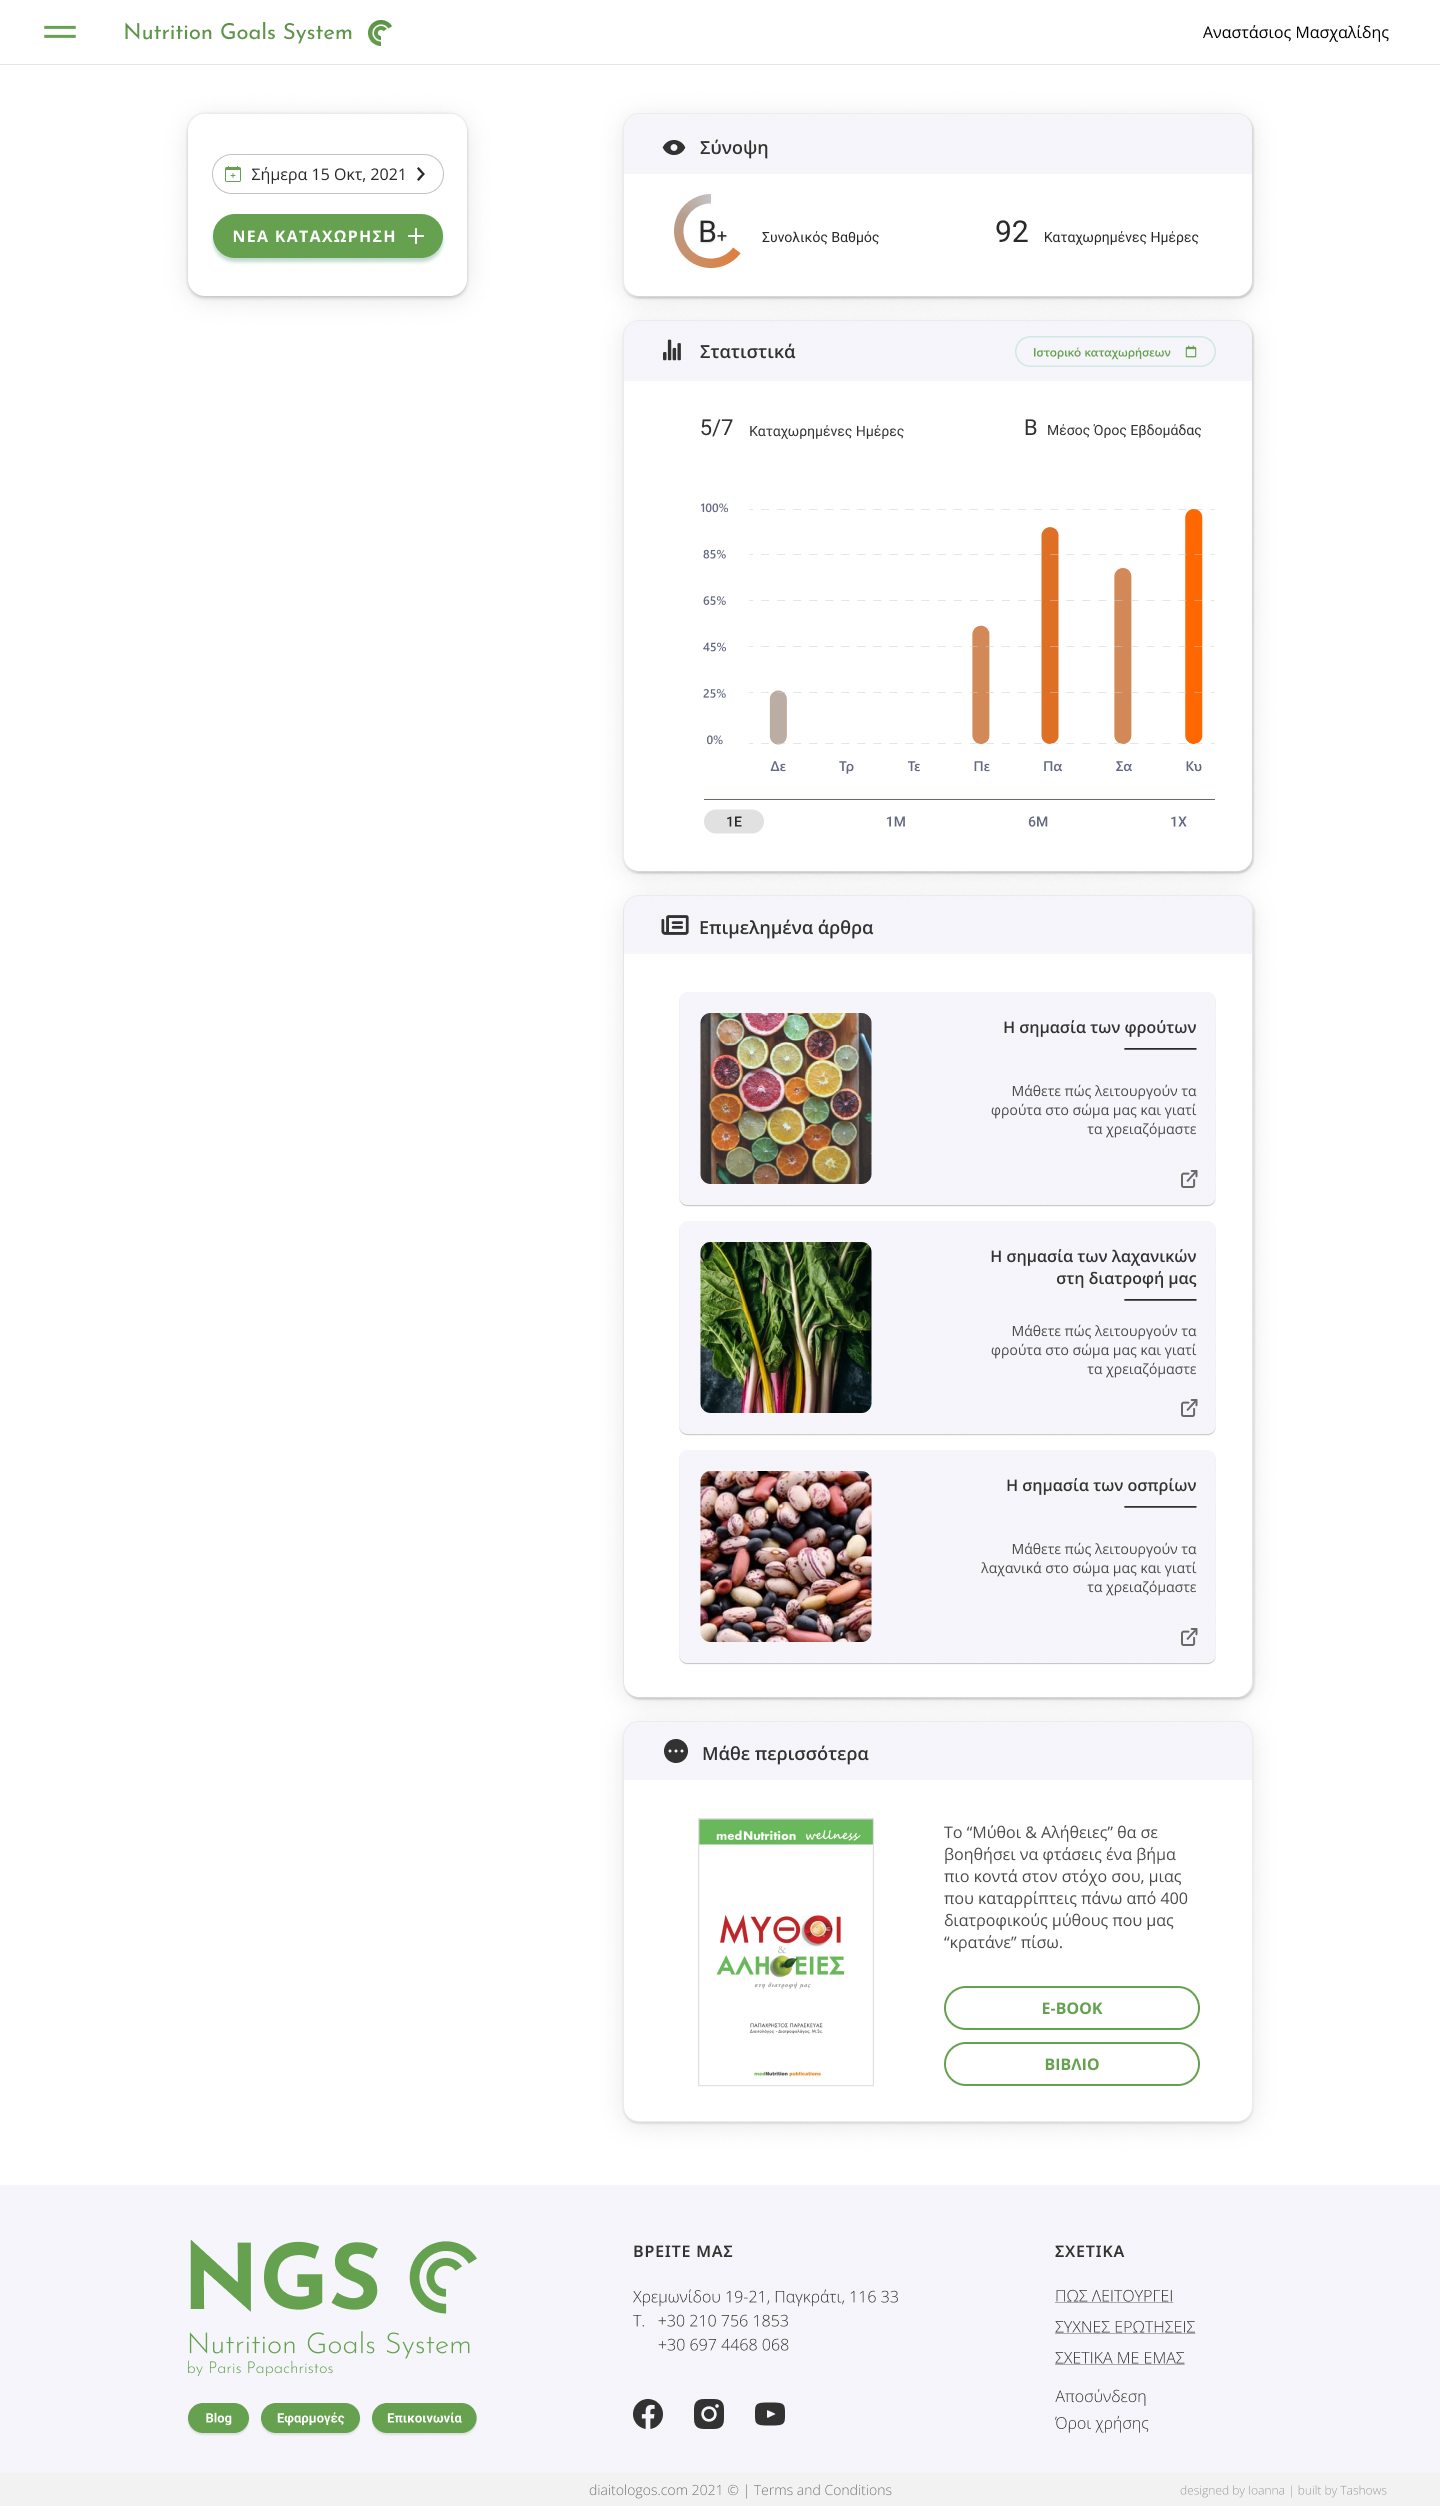 Nutrition Goals System
Αναστάσιος Μασχαλίδης
Σήμερα 15 Οκτ, 2021
ΝΕΑ ΚΑΤΑΧΩΡΗΣΗ
Σύνοψη
B+
Συνολικός Βαθμός
92 Καταχωρημένες Ημέρες
Στατιστικά
Ιστορικό καταχωρήσεων
5/7 Καταχωρημένες Ημέρες
B Μέσος Όρος Εβδομάδας
100%
85%
65%
45%
25%
0%
Δε Τρ Τε Πε Πα Σα Κυ
1Ε 1Μ 6Μ 1Χ
Επιμελημένα άρθρα
Η σημασία των φρούτων
Μάθετε πώς λειτουργούν τα
φρούτα στο σώμα μας και γιατί
τα χρειαζόμαστε
Η σημασία των λαχανικών
στη διατροφή μας
Μάθετε πώς λειτουργούν τα
φρούτα στο σώμα μας και γιατί
τα χρειαζόμαστε
Η σημασία των οσπρίων
Μάθετε πώς λειτουργούν τα
λαχανικά στο σώμα μας και γιατί
τα χρειαζόμαστε
Μάθε περισσότερα
medNutrition wellness
ΜΥΘΟΙ
&
ΑΛΗΘΕΙΕΣ
στη διατροφή μας
ΠΑΠΑΧΡΗΣΤΟΣ ΠΑΡΑΣΚΕΥΑΣ
Διαιτολόγος - Διατροφολόγος, M.Sc.
medNutrition publications
Το “Μύθοι & Αλήθειες” θα σε
βοηθήσει να φτάσεις ένα βήμα
πιο κοντά στον στόχο σου, μιας
που καταρρίπτεις πάνω από 400
διατροφικούς μύθους που μας
“κρατάνε” πίσω.
E-BOOK
ΒΙΒΛΙΟ
NGS
Nutrition Goals System
by Paris Papachristos
Blog
Εφαρμογές
Επικοινωνία
ΒΡΕΙΤΕ ΜΑΣ
Χρεμωνίδου 19-21, Παγκράτι, 116 33
Τ. +30 210 756 1853
+30 697 4468 068
ΣΧΕΤΙΚΑ
ΠΩΣ ΛΕΙΤΟΥΡΓΕΙ
ΣΥΧΝΕΣ ΕΡΩΤΗΣΕΙΣ
ΣΧΕΤΙΚΑ ΜΕ ΕΜΑΣ
Αποσύνδεση
Όροι χρήσης
diaitologos.com 2021 © | Terms and Conditions
designed by Ioanna | built by Tashows